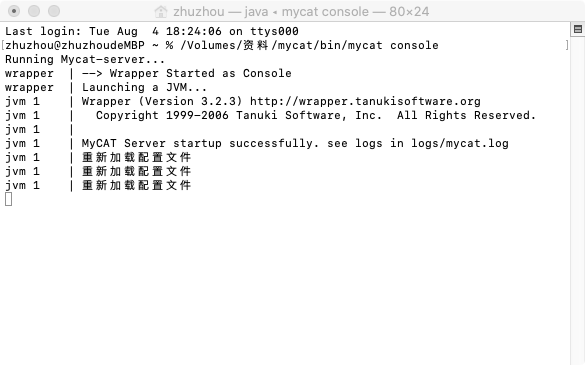 zhuzhou — java ◂ mycat console — 80×24
Last login: Tue Aug  4 18:24:06 on ttys000
[zhuzhou@zhuzhoudeMBP ~ % /Volumes/资料/mycat/bin/mycat console ]
Running Mycat-server...
wrapper  | --> Wrapper Started as Console
wrapper  | Launching a JVM...
jvm 1    | Wrapper (Version 3.2.3) http://wrapper.tanukisoftware.org
jvm 1    |   Copyright 1999-2006 Tanuki Software, Inc.  All Rights Reserved.
jvm 1    |
jvm 1    | MyCAT Server startup successfully. see logs in logs/mycat.log
jvm 1    | 重新加载配置文件
jvm 1    | 重新加载配置文件
jvm 1    | 重新加载配置文件